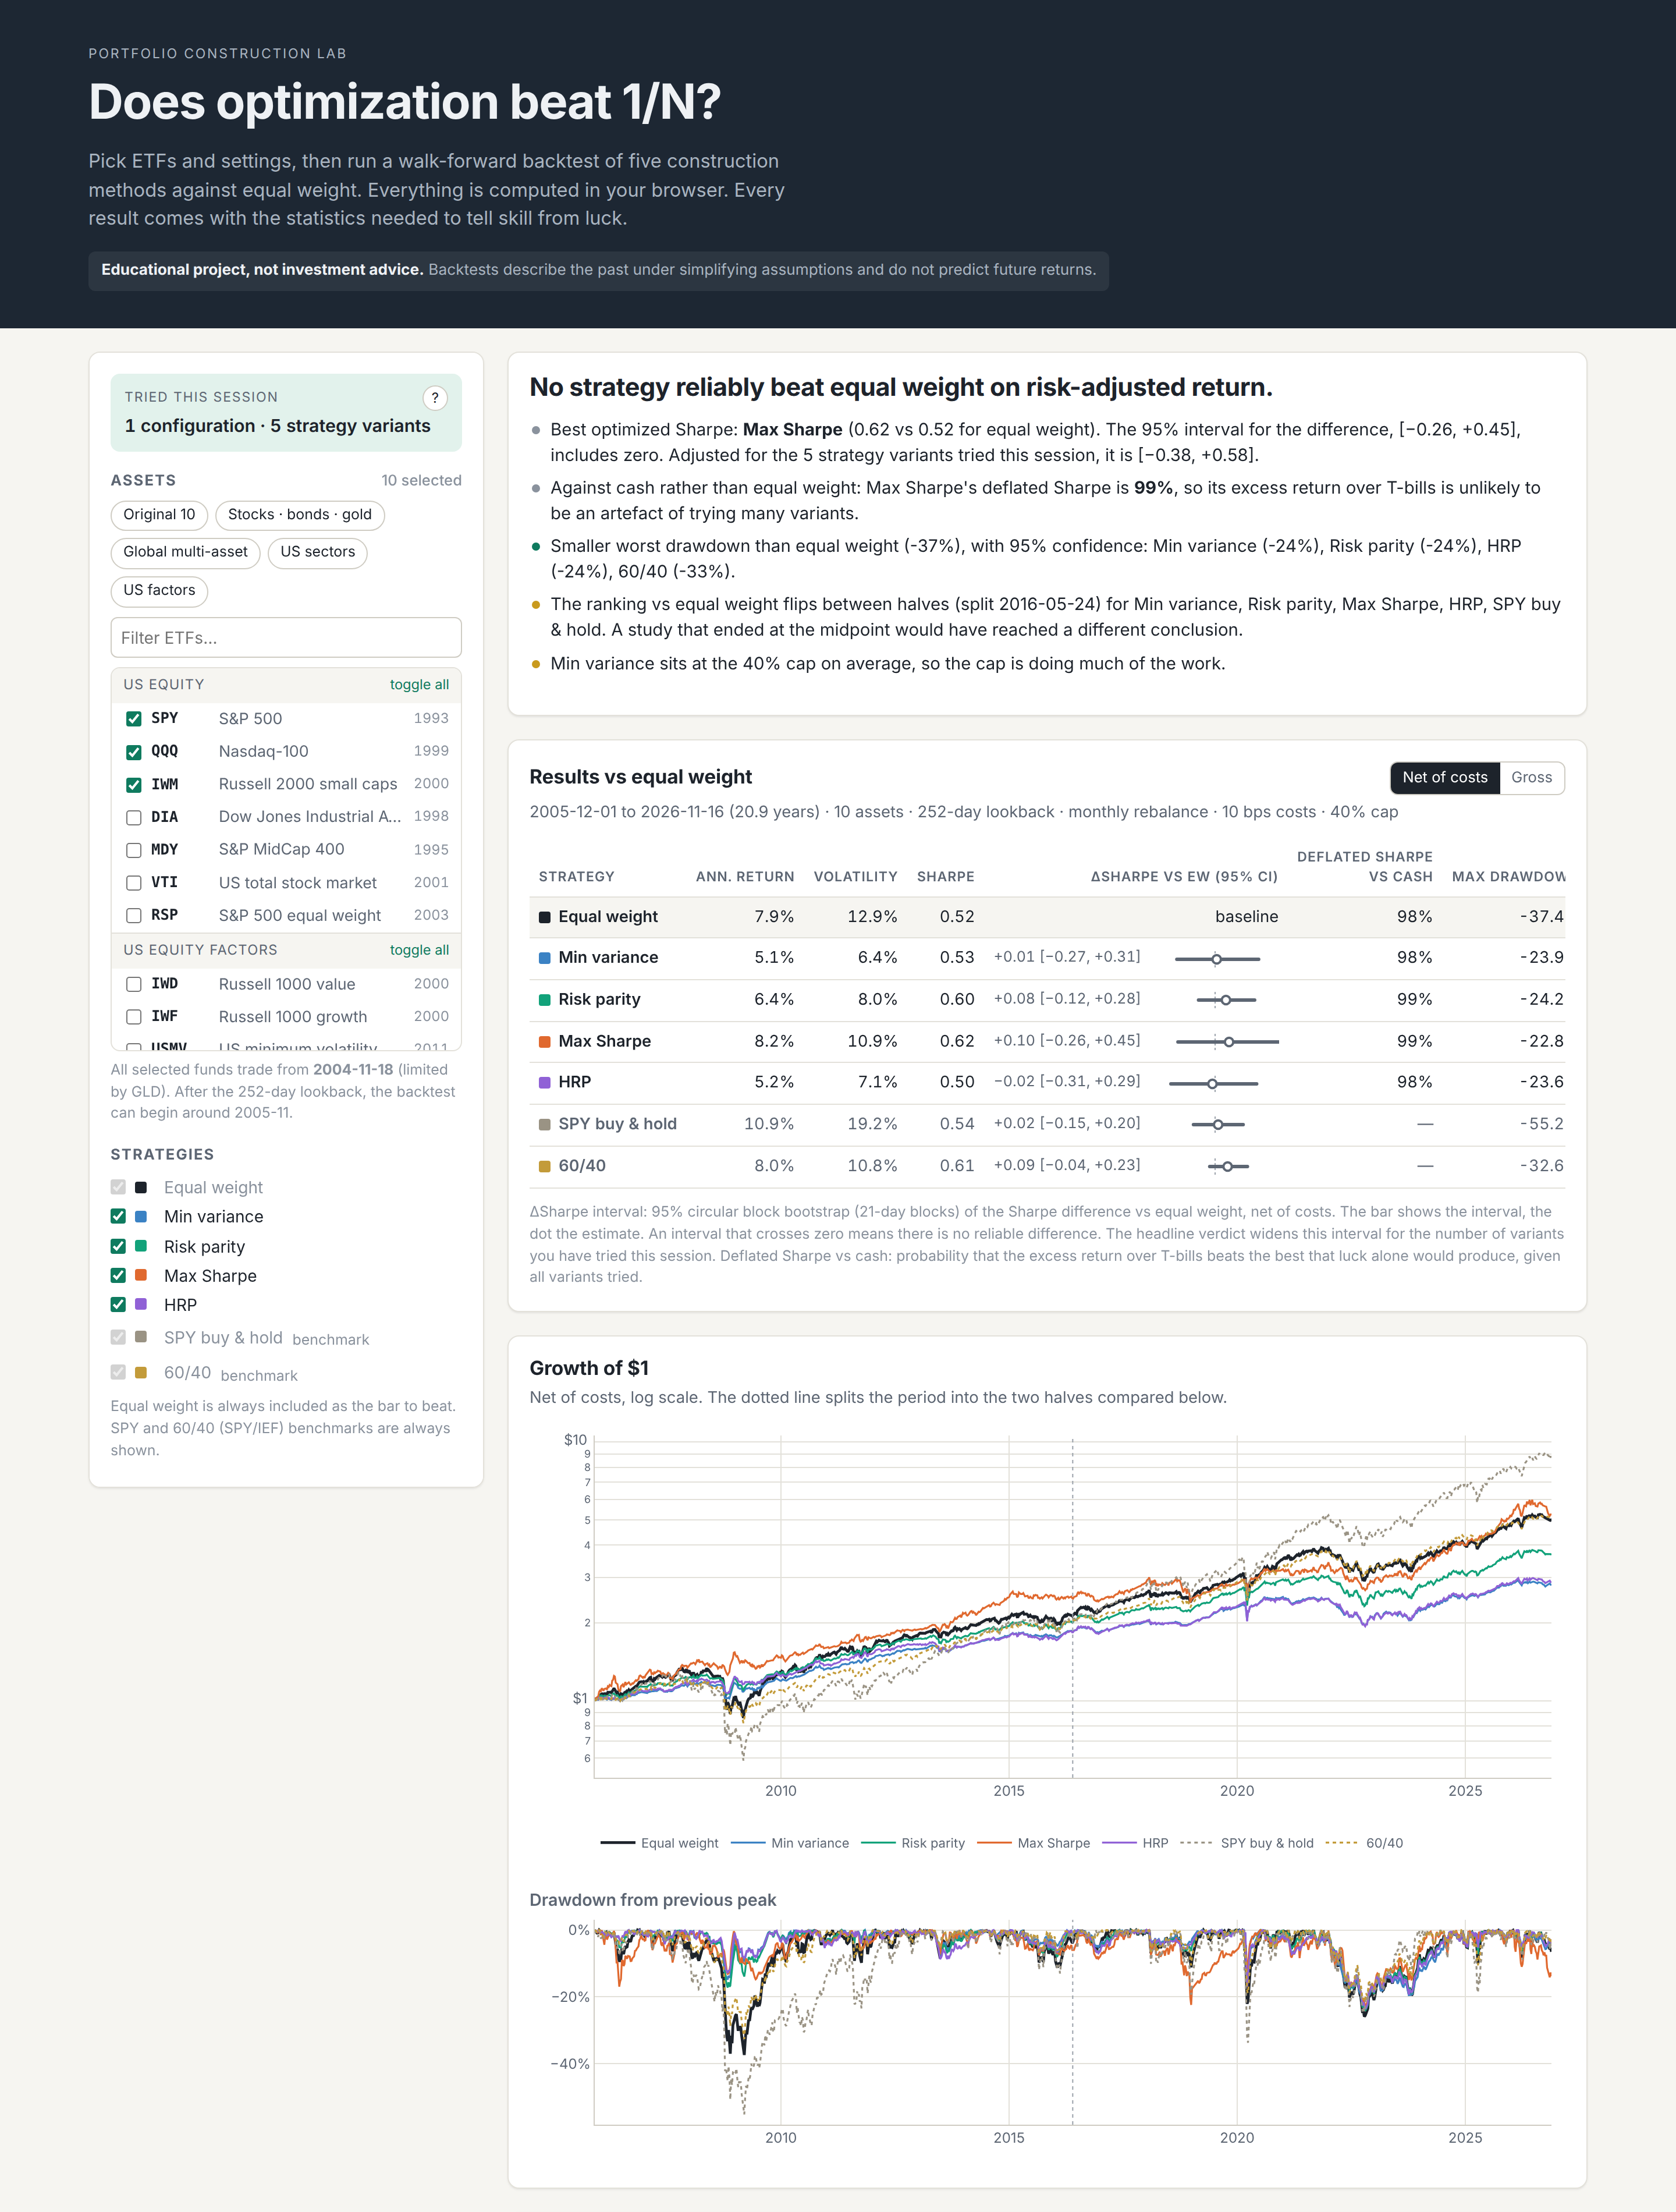 PORTFOLIO CONSTRUCTION LAB
Does optimization beat 1/N?
Pick ETFs and settings, then run a walk-forward backtest of five construction
methods against equal weight. Everything is computed in your browser. Every
result comes with the statistics needed to tell skill from luck.
Educational project, not investment advice. Backtests describe the past under simplifying assumptions and do not predict future returns.
TRIED THIS SESSION ?
1 configuration · 5 strategy variants
ASSETS 10 selected
Original 10 Stocks · bonds · gold
Global multi-asset US sectors
US factors
Filter ETFs...
US EQUITY toggle all
SPY S&P 500 1993
QQQ Nasdaq-100 1999
IWM Russell 2000 small caps 2000
DIA Dow Jones Industrial A... 1998
MDY S&P MidCap 400 1995
VTI US total stock market 2001
RSP S&P 500 equal weight 2003
US EQUITY FACTORS toggle all
IWD Russell 1000 value 2000
IWF Russell 1000 growth 2000
USMV US minimum volatility 2011
All selected funds trade from 2004-11-18 (limited
by GLD). After the 252-day lookback, the backtest
can begin around 2005-11.
STRATEGIES
Equal weight
Min variance
Risk parity
Max Sharpe
HRP
SPY buy & hold benchmark
60/40 benchmark
Equal weight is always included as the bar to beat.
SPY and 60/40 (SPY/IEF) benchmarks are always
shown.
No strategy reliably beat equal weight on risk-adjusted return.
Best optimized Sharpe: Max Sharpe (0.62 vs 0.52 for equal weight). The 95% interval for the difference, [−0.26, +0.45],
includes zero. Adjusted for the 5 strategy variants tried this session, it is [−0.38, +0.58].
Against cash rather than equal weight: Max Sharpe's deflated Sharpe is 99%, so its excess return over T-bills is unlikely to
be an artefact of trying many variants.
Smaller worst drawdown than equal weight (-37%), with 95% confidence: Min variance (-24%), Risk parity (-24%), HRP
(-24%), 60/40 (-33%).
The ranking vs equal weight flips between halves (split 2016-05-24) for Min variance, Risk parity, Max Sharpe, HRP, SPY buy
& hold. A study that ended at the midpoint would have reached a different conclusion.
Min variance sits at the 40% cap on average, so the cap is doing much of the work.
Results vs equal weight Net of costs Gross
2005-12-01 to 2026-11-16 (20.9 years) · 10 assets · 252-day lookback · monthly rebalance · 10 bps costs · 40% cap
DEFLATED SHARPE
STRATEGY ANN. RETURN VOLATILITY SHARPE ΔSHARPE VS EW (95% CI) VS CASH MAX DRAWDOW
Equal weight 7.9% 12.9% 0.52 baseline 98% -37.4
Min variance 5.1% 6.4% 0.53 +0.01 [−0.27, +0.31] 98% -23.9
Risk parity 6.4% 8.0% 0.60 +0.08 [−0.12, +0.28] 99% -24.2
Max Sharpe 8.2% 10.9% 0.62 +0.10 [−0.26, +0.45] 99% -22.8
HRP 5.2% 7.1% 0.50 −0.02 [−0.31, +0.29] 98% -23.6
SPY buy & hold 10.9% 19.2% 0.54 +0.02 [−0.15, +0.20] — -55.2
60/40 8.0% 10.8% 0.61 +0.09 [−0.04, +0.23] — -32.6
ΔSharpe interval: 95% circular block bootstrap (21-day blocks) of the Sharpe difference vs equal weight, net of costs. The bar shows the interval, the
dot the estimate. An interval that crosses zero means there is no reliable difference. The headline verdict widens this interval for the number of variants
you have tried this session. Deflated Sharpe vs cash: probability that the excess return over T-bills beats the best that luck alone would produce, given
all variants tried.
Growth of $1
Net of costs, log scale. The dotted line splits the period into the two halves compared below.
$10
9
8
7
6
5
4
3
2
$1
9
8
7
6
2010 2015 2020 2025
Equal weight Min variance Risk parity Max Sharpe HRP SPY buy & hold 60/40
Drawdown from previous peak
0%
−20%
−40%
2010 2015 2020 2025